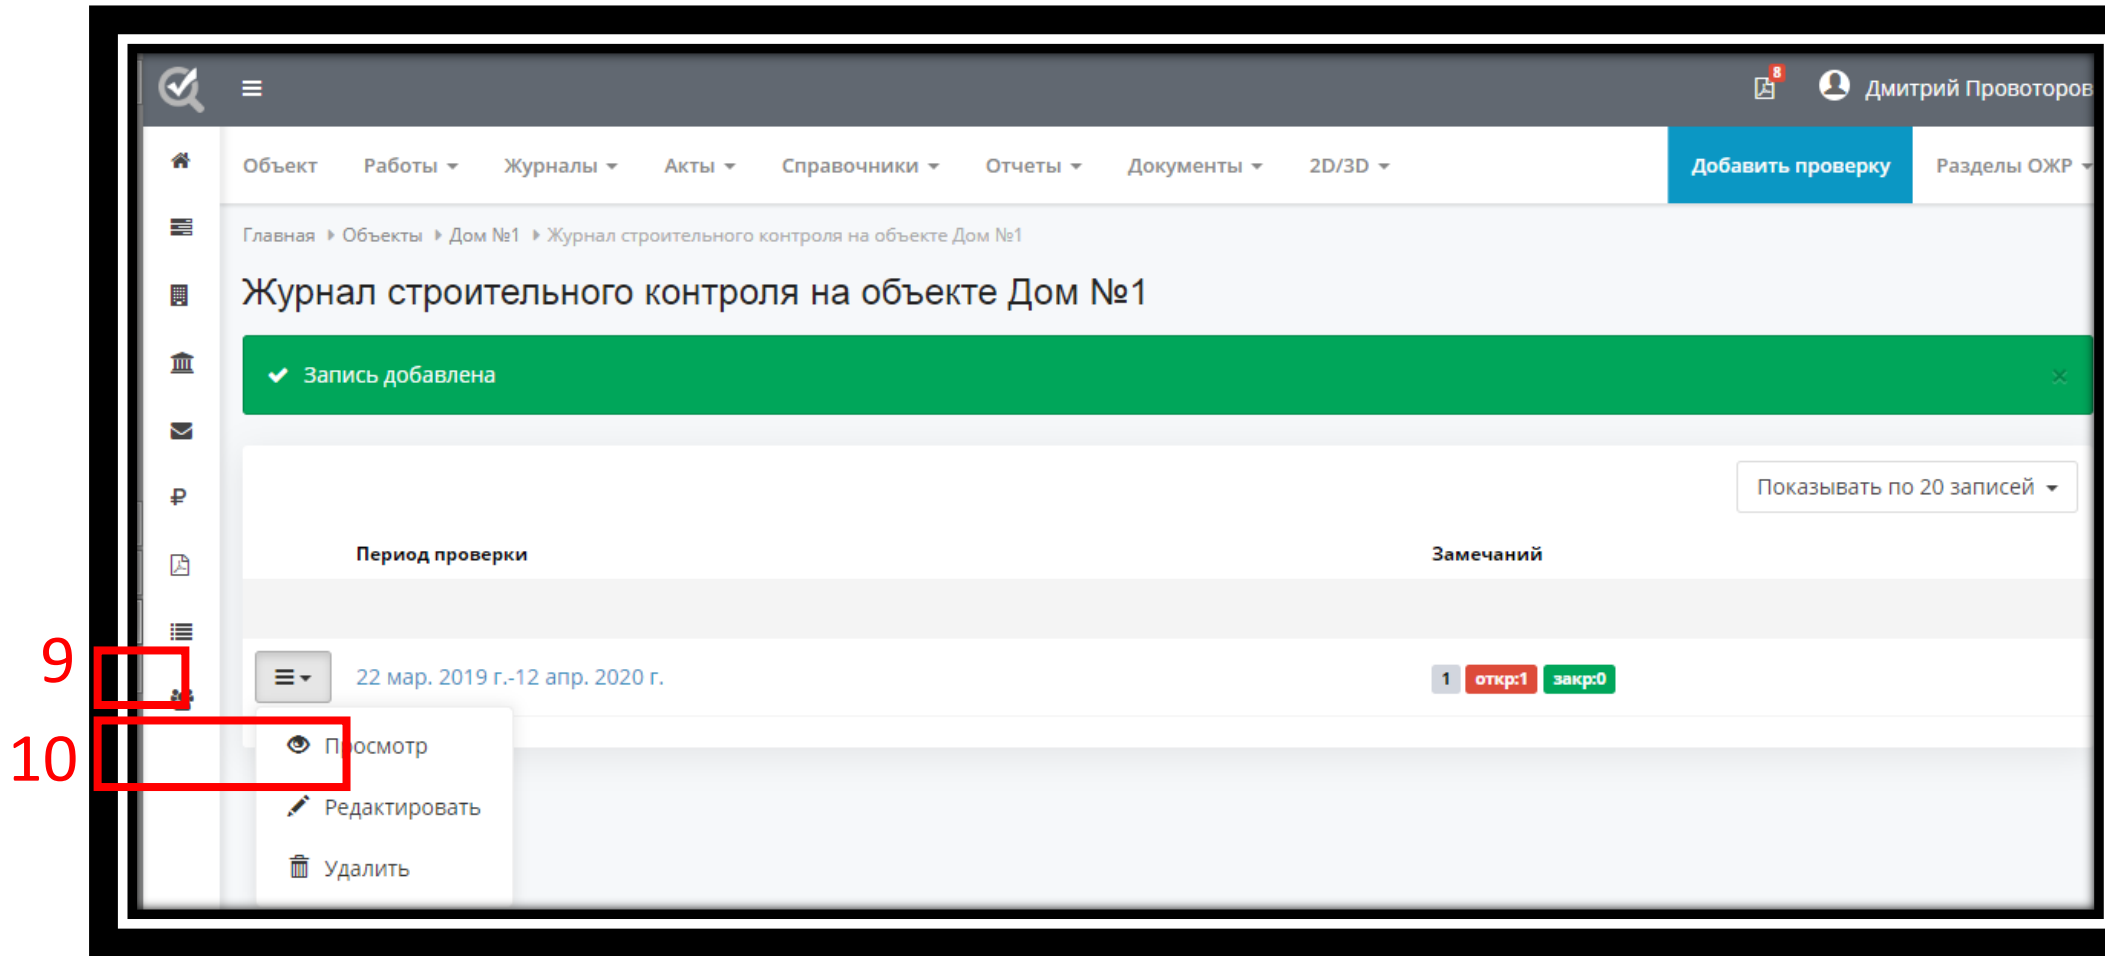 8
Дмитрий Провоторов
Объект Работы Журналы Акты Справочники Отчеты Документы 2D/3D Добавить проверку Разделы ОЖР
Главная Объекты Дом №1 Журнал строительного контроля на объекте Дом №1
Журнал строительного контроля на объекте Дом №1
Запись добавлена
Показывать по 20 записей
Период проверки Замечаний
9
22 мар. 2019 г.-12 апр. 2020 г. 1 откр:1 закр:0
10
Просмотр
Редактировать
Удалить